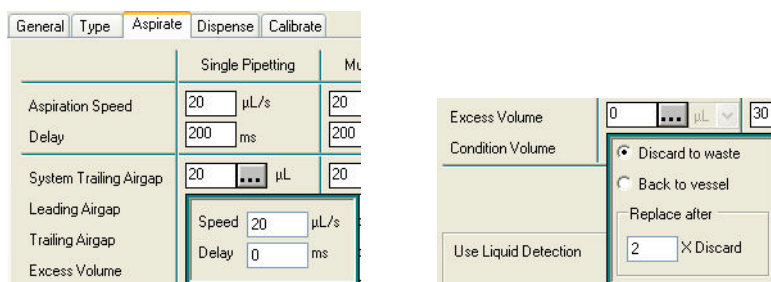 General Type Aspirate Dispense Calibrate
Single Pipetting Mu
Aspiration Speed 20 µL/s 20
Delay 200 ms 200
System Trailing Airgap 20 ... µL 20
Leading Airgap
Speed 20 µL/s
Trailing Airgap
Delay 0 ms
Excess Volume
Excess Volume 0 ... µL 30
Condition Volume
Discard to waste
Back to vessel
Replace after
Use Liquid Detection
2 X Discard